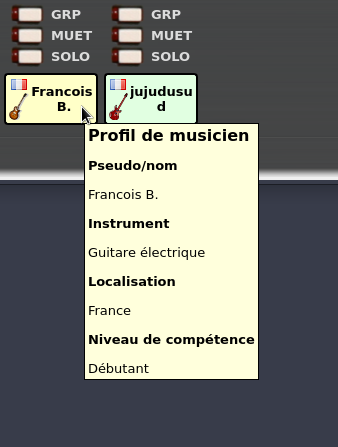 GRP GRP
MUET MUET
SOLO SOLO
Francois
B.
jujudusu
d
Profil de musicien
Pseudo/nom
Francois B.
Instrument
Guitare électrique
Localisation
France
Niveau de compétence
Débutant